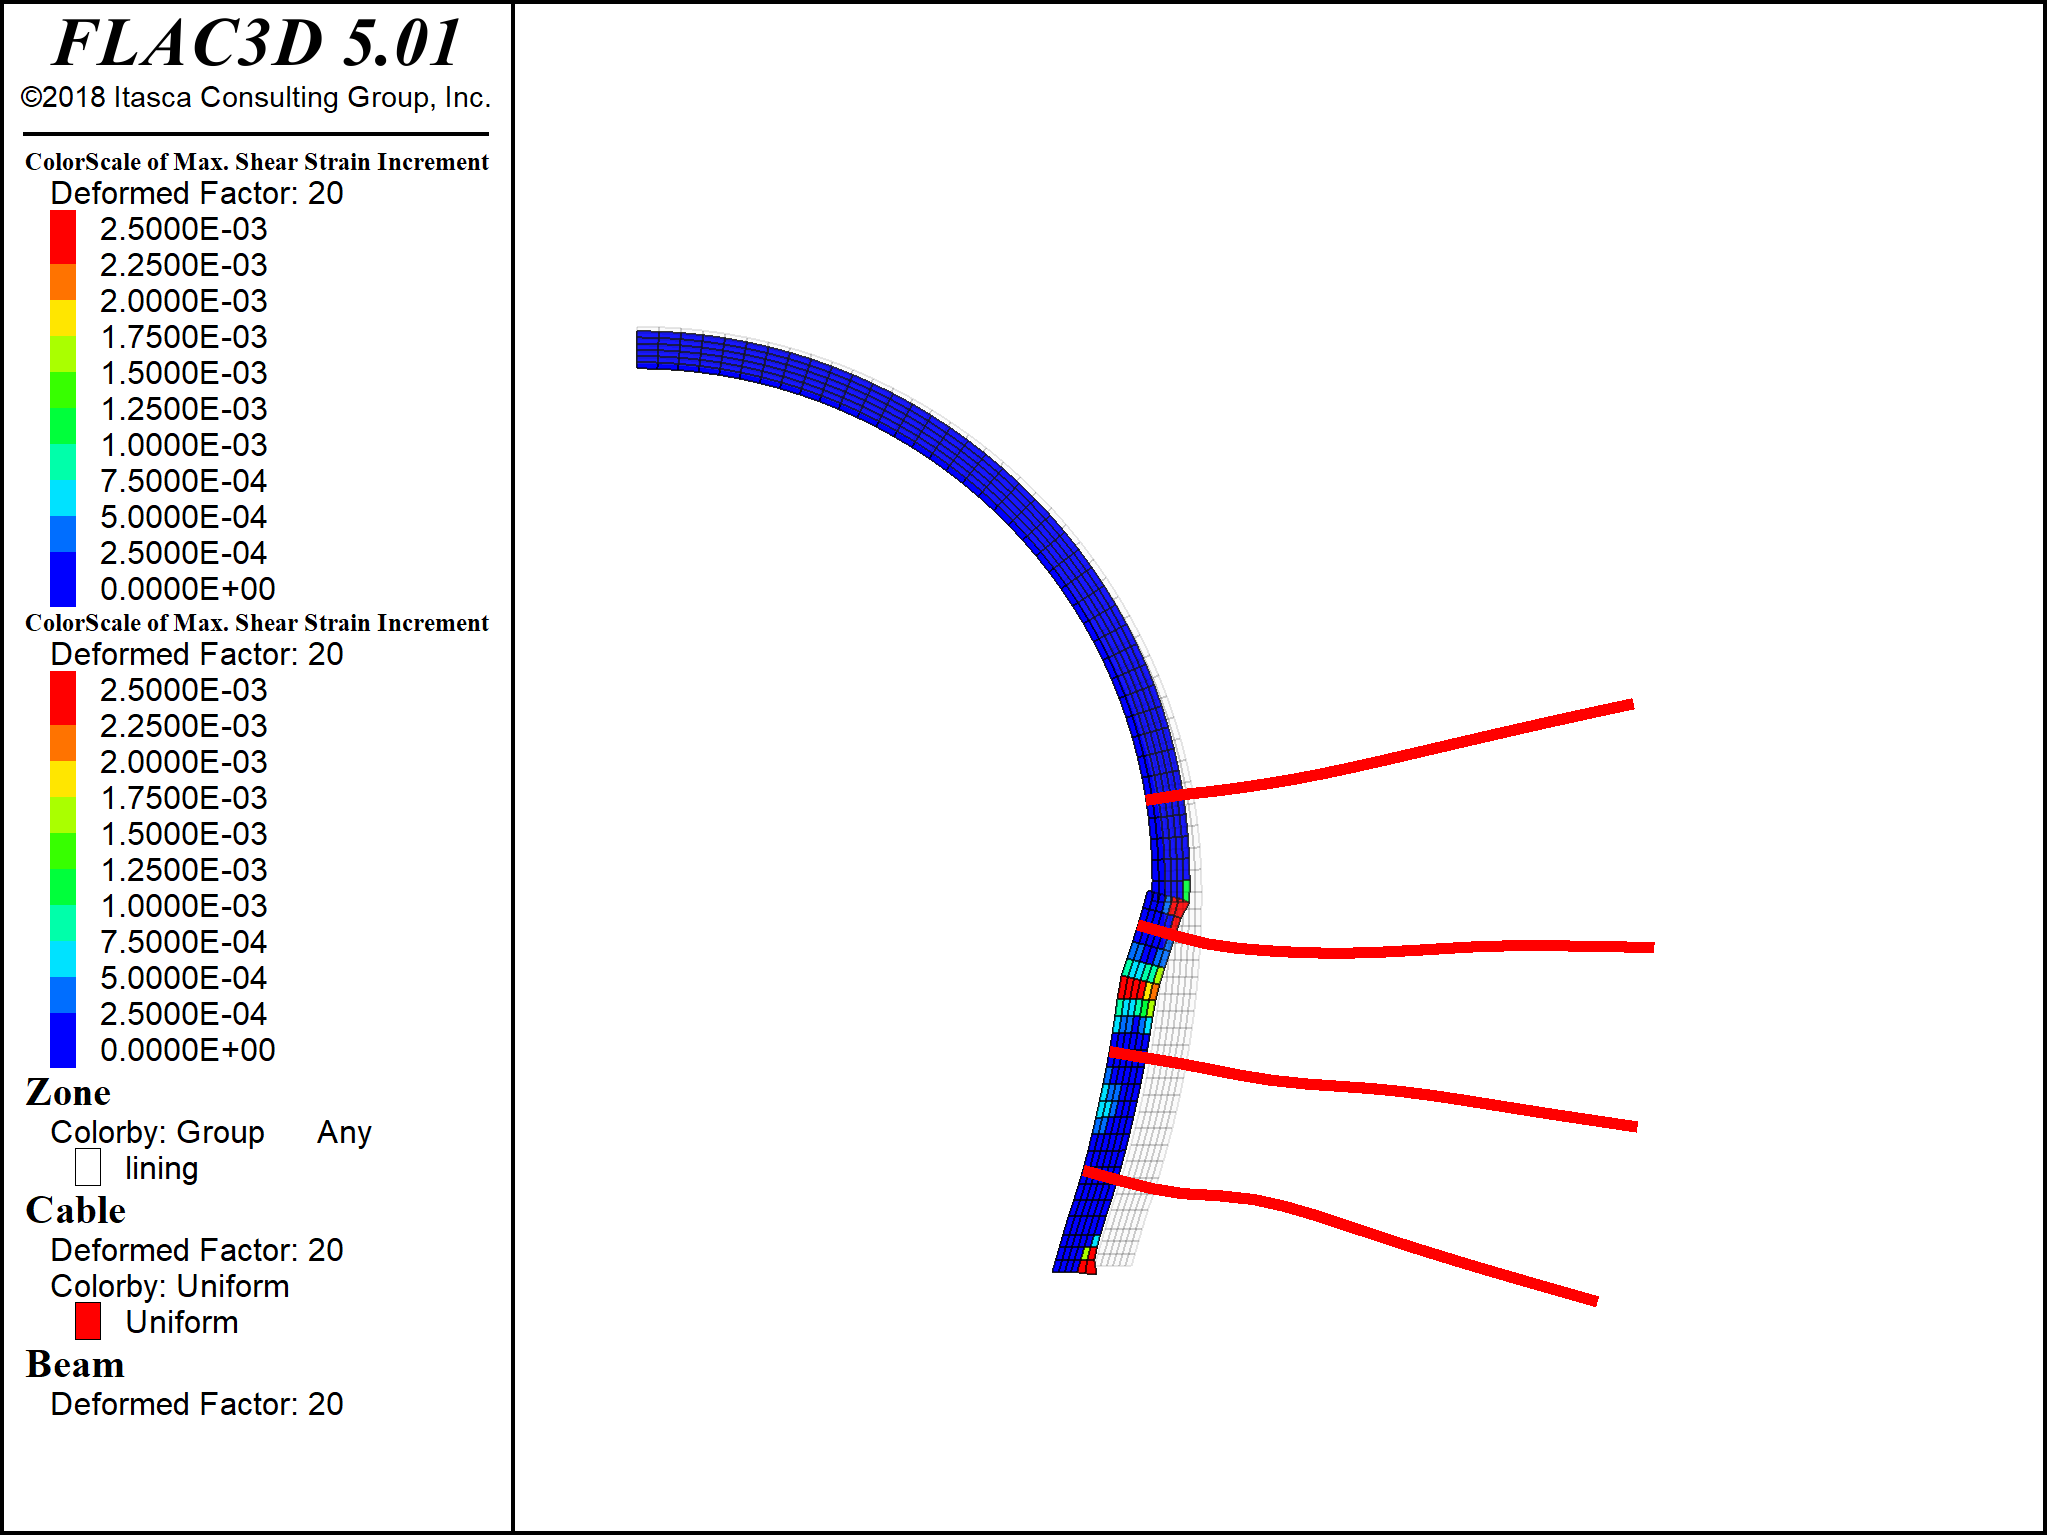 FLAC3D 5.01
©2018 Itasca Consulting Group, Inc.
ColorScale of Max. Shear Strain Increment
Deformed Factor: 20
2.5000E-03
2.2500E-03
2.0000E-03
1.7500E-03
1.5000E-03
1.2500E-03
1.0000E-03
7.5000E-04
5.0000E-04
2.5000E-04
0.0000E+00
ColorScale of Max. Shear Strain Increment
Deformed Factor: 20
2.5000E-03
2.2500E-03
2.0000E-03
1.7500E-03
1.5000E-03
1.2500E-03
1.0000E-03
7.5000E-04
5.0000E-04
2.5000E-04
0.0000E+00
Zone
Colorby: Group Any
lining
Cable
Deformed Factor: 20
Colorby: Uniform
Uniform
Beam
Deformed Factor: 20